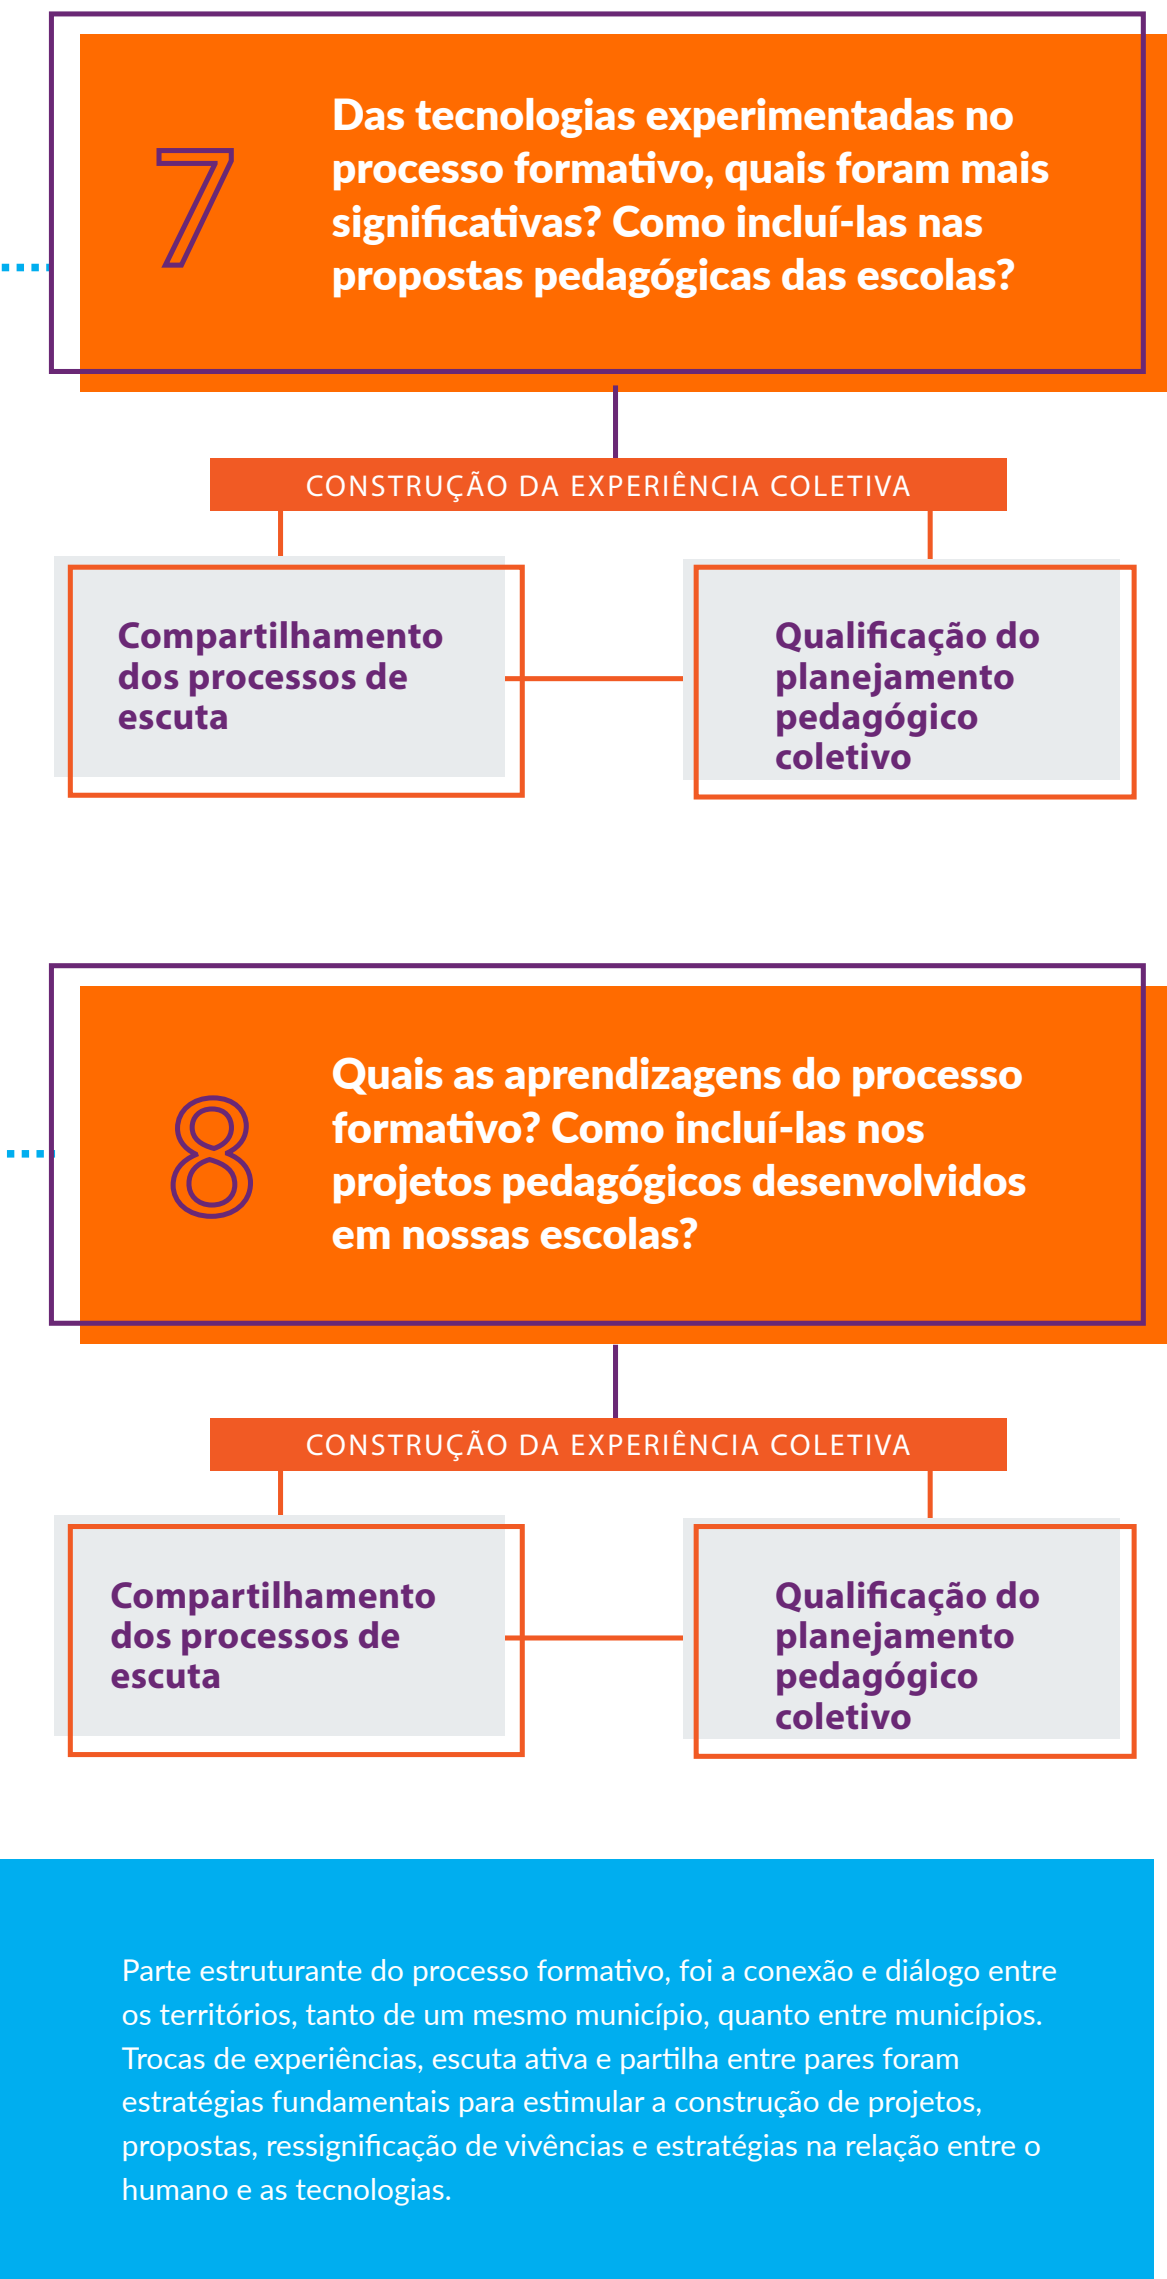 7
Das tecnologias experimentadas no
processo formativo, quais foram mais
significativas? Como incluí-las nas
propostas pedagógicas das escolas?
CONSTRUÇÃO DA EXPERIÊNCIA COLETIVA
Compartilhamento
dos processos de
escuta
Qualificação do
planejamento
pedagógico
coletivo
8
Quais as aprendizagens do processo
formativo? Como incluí-las nos
projetos pedagógicos desenvolvidos
em nossas escolas?
CONSTRUÇÃO DA EXPERIÊNCIA COLETIVA
Compartilhamento
dos processos de
escuta
Qualificação do
planejamento
pedagógico
coletivo
Parte estruturante do processo formativo, foi a conexão e diálogo entre
os territórios, tanto de um mesmo município, quanto entre municípios.
Trocas de experiências, escuta ativa e partilha entre pares foram
estratégias fundamentais para estimular a construção de projetos,
propostas, ressignificação de vivências e estratégias na relação entre o
humano e as tecnologias.